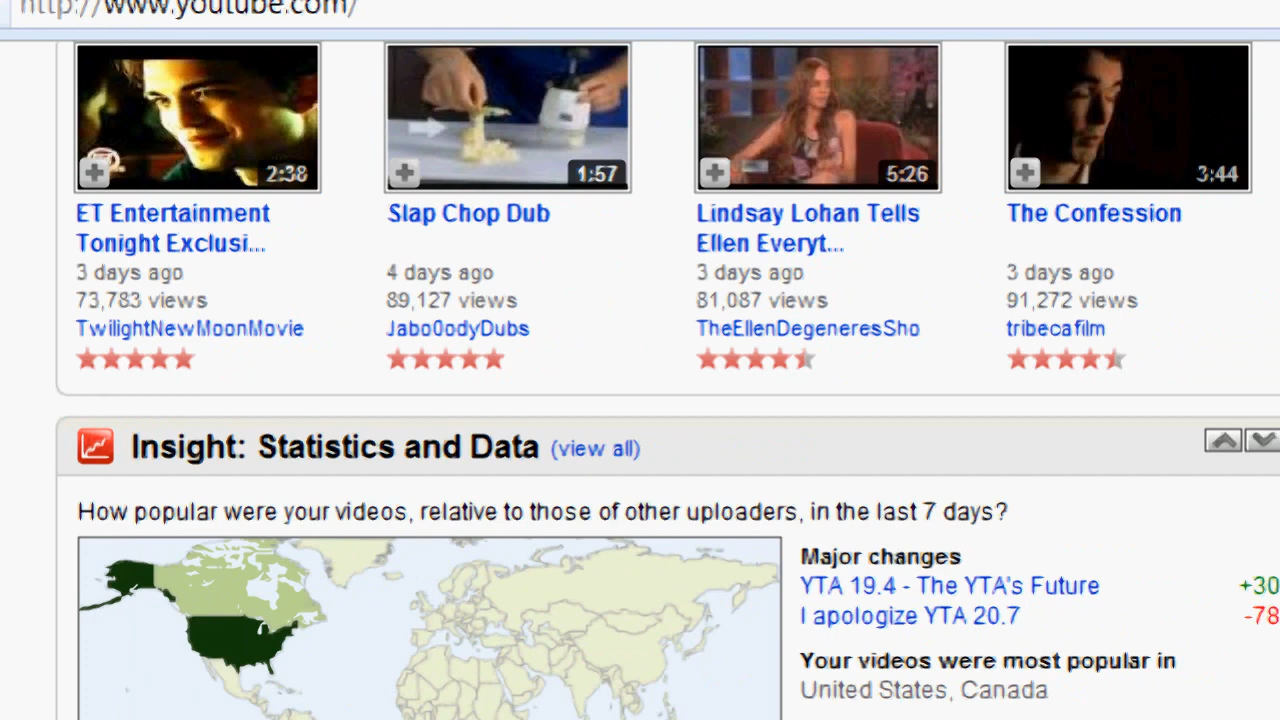 http://www.youtube.com/
2:38
1:57
5:26
3:44
ET Entertainment
Tonight Exclusi...
3 days ago
73,783 views
TwilightNewMoonMovie
Slap Chop Dub
4 days ago
89,127 views
Jabo0odyDubs
Lindsay Lohan Tells
Ellen Everyt...
3 days ago
81,087 views
TheEllenDegeneresSho
The Confession
3 days ago
91,272 views
tribecafilm
Insight: Statistics and Data (view all)
How popular were your videos, relative to those of other uploaders, in the last 7 days?
Major changes
YTA 19.4 - The YTA's Future +30
I apologize YTA 20.7 -78
Your videos were most popular in
United States, Canada